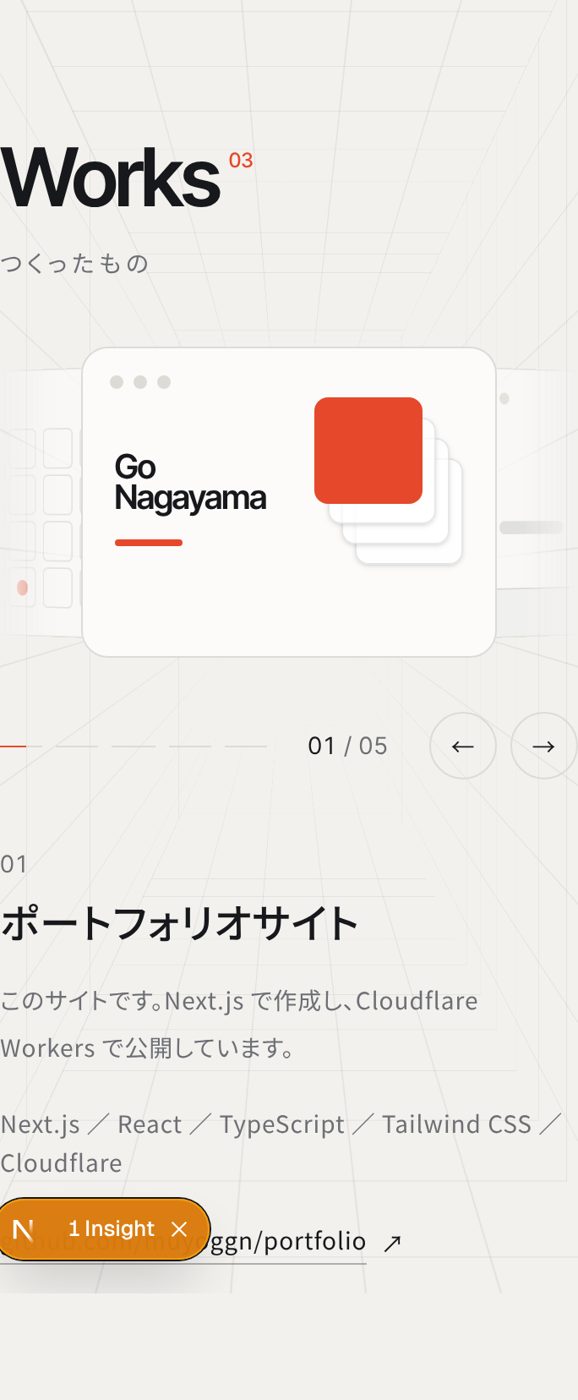 Works 03
つくったもの
Go
Nagayama
01 / 05 ← →
01
ポートフォリオサイト
このサイトです。Next.js で作成し、Cloudflare
Workers で公開しています。
Next.js ／ React ／ TypeScript ／ Tailwind CSS ／
Cloudflare
N 1 Insight ×
ggn/portfolio ↗